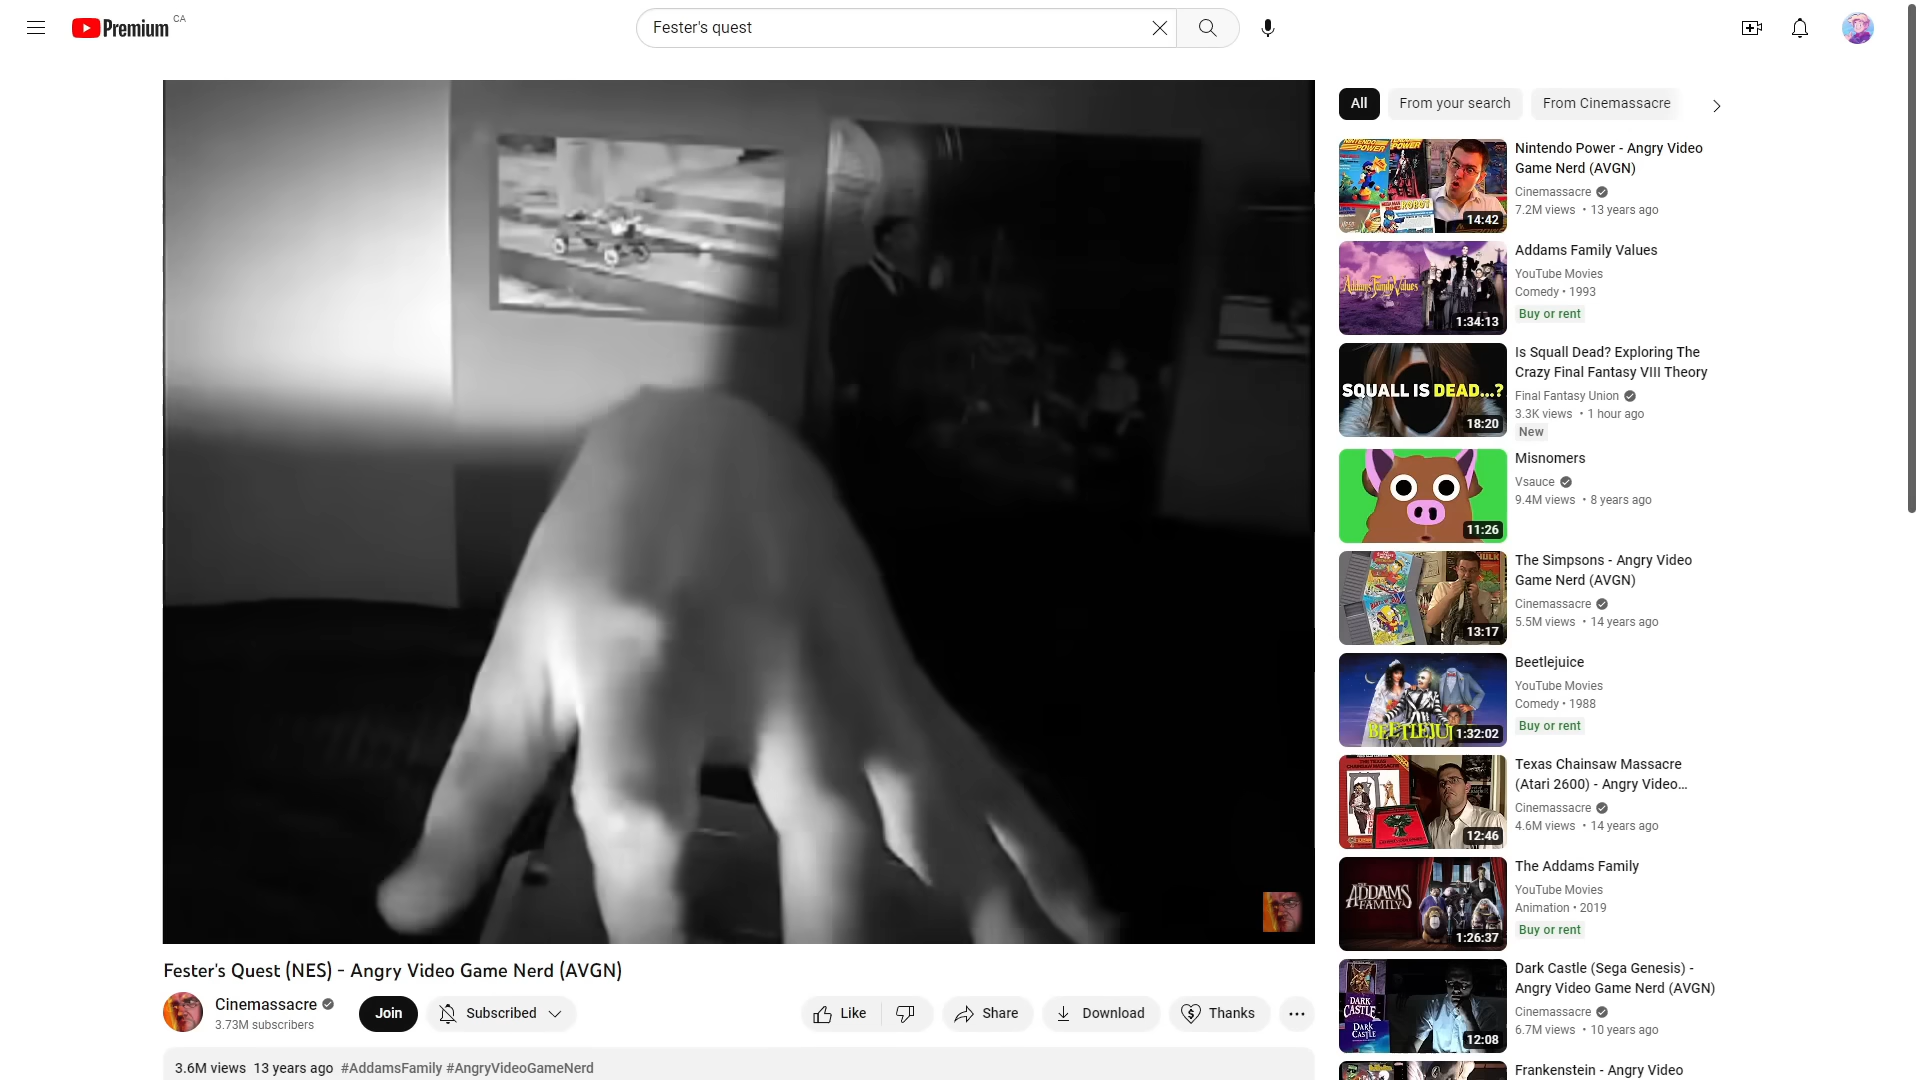 Premium CA
Fester's quest
All
From your search
From Cinemassacre
Nintendo Power - Angry Video
Game Nerd (AVGN)
Cinemassacre
7.2M views • 13 years ago
14:42
Addams Family Values
YouTube Movies
Comedy • 1993
Buy or rent
Addams Family Values
1:34:13
Is Squall Dead? Exploring The
Crazy Final Fantasy VIII Theory
Final Fantasy Union
3.3K views • 1 hour ago
New
SQUALL IS DEAD...?
18:20
Misnomers
Vsauce
9.4M views • 8 years ago
11:26
The Simpsons - Angry Video
Game Nerd (AVGN)
Cinemassacre
5.5M views • 14 years ago
13:17
Beetlejuice
YouTube Movies
Comedy • 1988
Buy or rent
1:32:02
Texas Chainsaw Massacre
(Atari 2600) - Angry Video...
Cinemassacre
4.6M views • 14 years ago
12:46
The Addams Family
YouTube Movies
Animation • 2019
Buy or rent
ADDAMS
FAMILY
1:26:37
Dark Castle (Sega Genesis) -
Angry Video Game Nerd (AVGN)
Cinemassacre
6.7M views • 10 years ago
DARK
CASTLE
DARK
CASTLE
12:08
Frankenstein - Angry Video
Fester's Quest (NES) - Angry Video Game Nerd (AVGN)
Cinemassacre
3.73M subscribers
Join
Subscribed
Like
Share
Download
Thanks
3.6M views 13 years ago #AddamsFamily #AngryVideoGameNerd